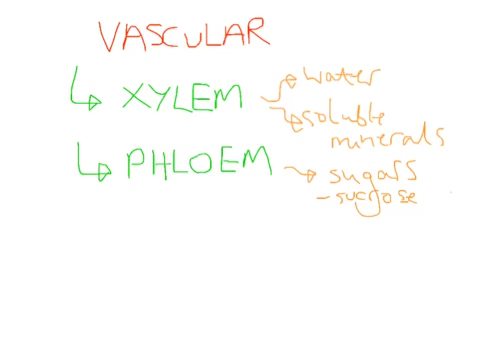 VASCULAR
XYLEM water
soluble
minerals
PHLOEM sugars
- sucrose